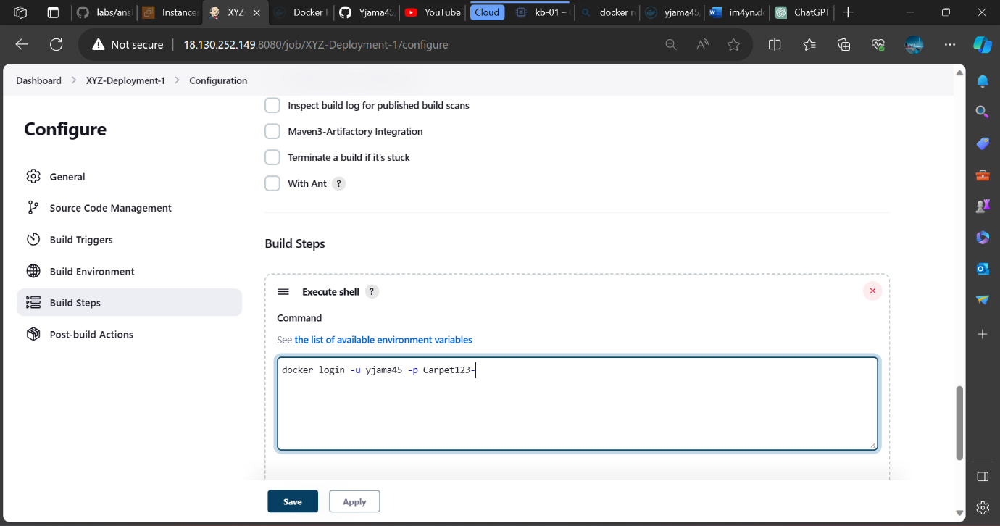 labs/ansi
Instances
XYZ
Docker H
Yjama45
YouTube
Cloud
kb-01 –
docker r
yjama45
im4yn.do
ChatGPT
Not secure
18.130.252.149:8080/job/XYZ-Deployment-1/configure
Dashboard > XYZ-Deployment-1 > Configuration
Configure
General
Source Code Management
Build Triggers
Build Environment
Build Steps
Post-build Actions
Inspect build log for published build scans
Maven3-Artifactory Integration
Terminate a build if it's stuck
With Ant ?
Build Steps
Execute shell ?
Command
See the list of available environment variables
docker login -u yjama45 -p Carpet123-
Save
Apply